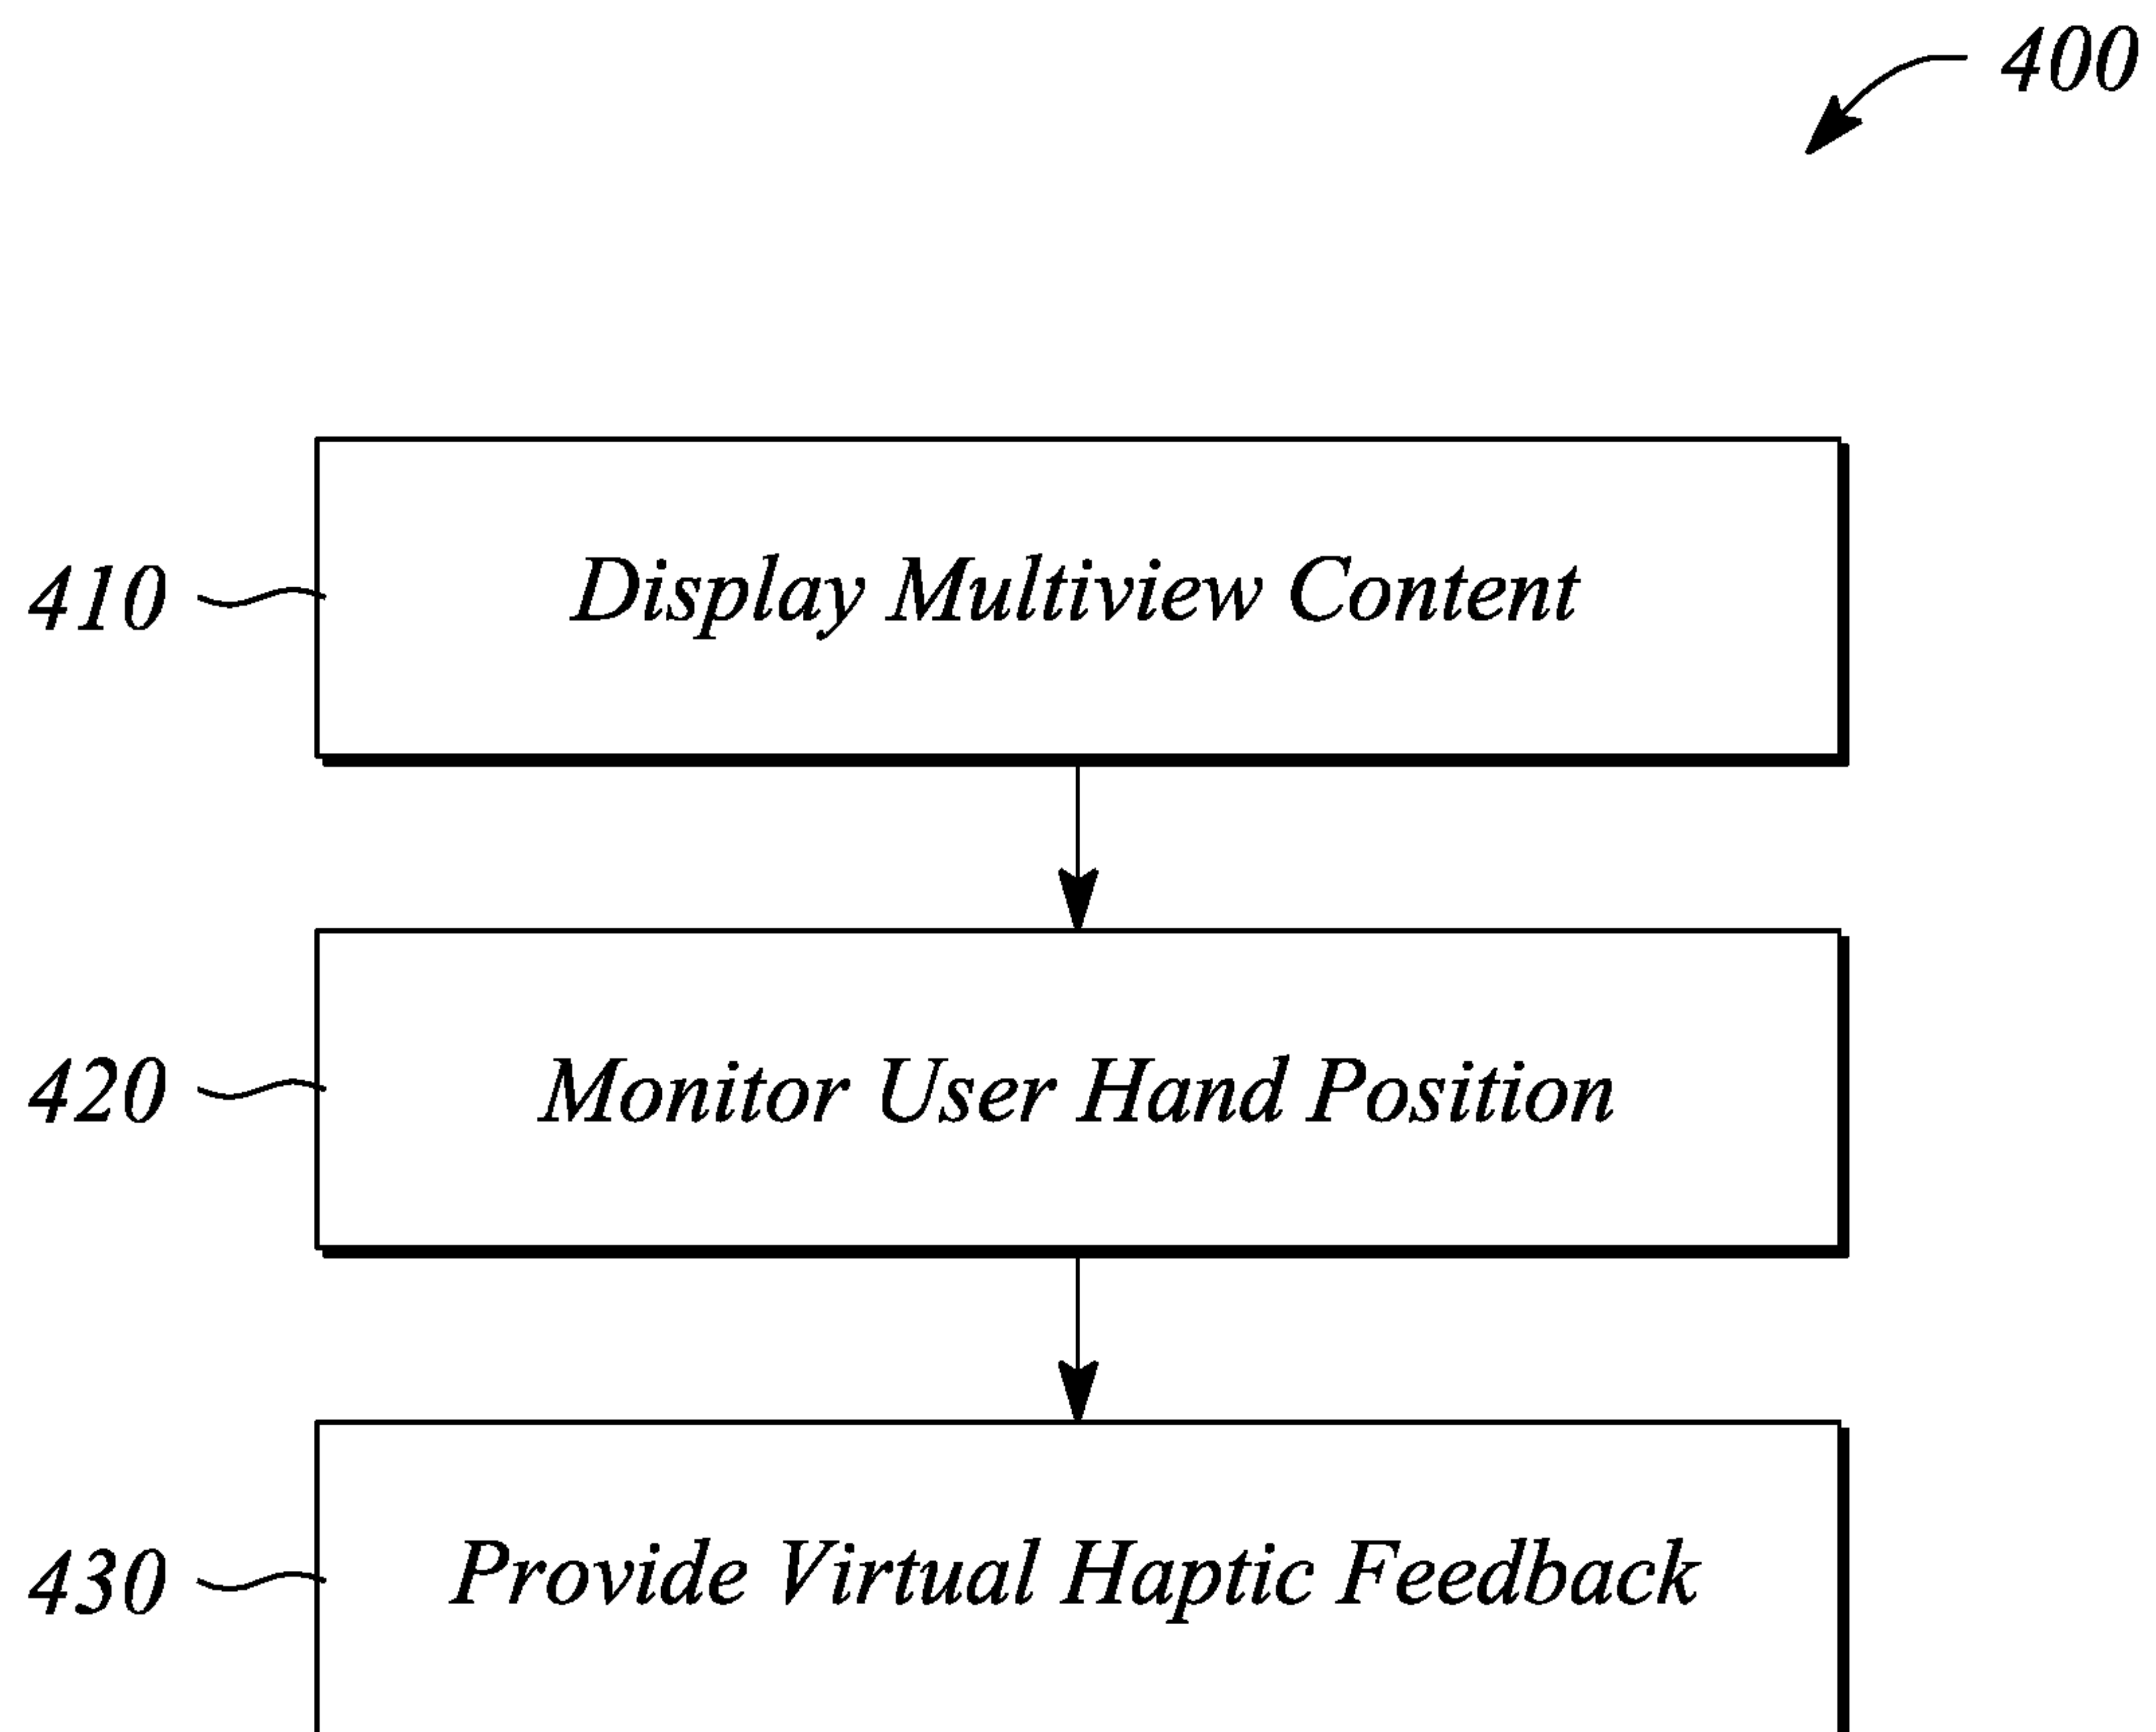 400
410 Display Multiview Content
420 Monitor User Hand Position
430 Provide Virtual Haptic Feedback